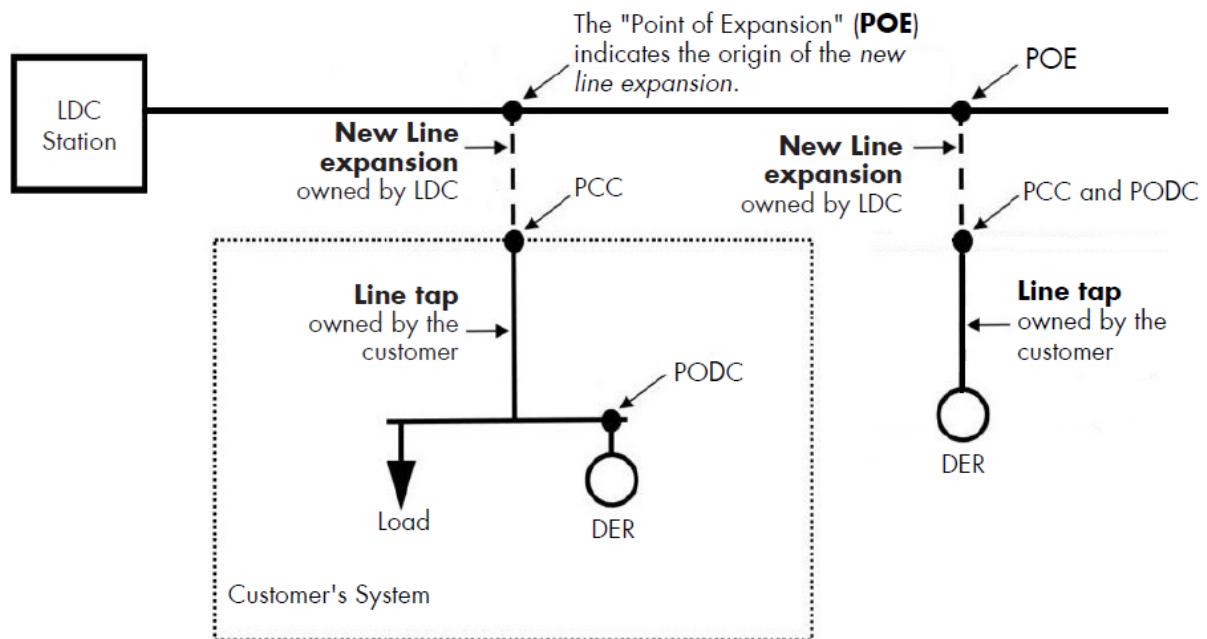 The "Point of Expansion" (POE)
indicates the origin of the new
line expansion.
POE
LDC
Station
New Line
expansion
owned by LDC
New Line
expansion
owned by LDC
PCC
PCC and PODC
Line tap
owned by the
customer
Line tap
owned by the
customer
PODC
Load
DER
DER
Customer's System